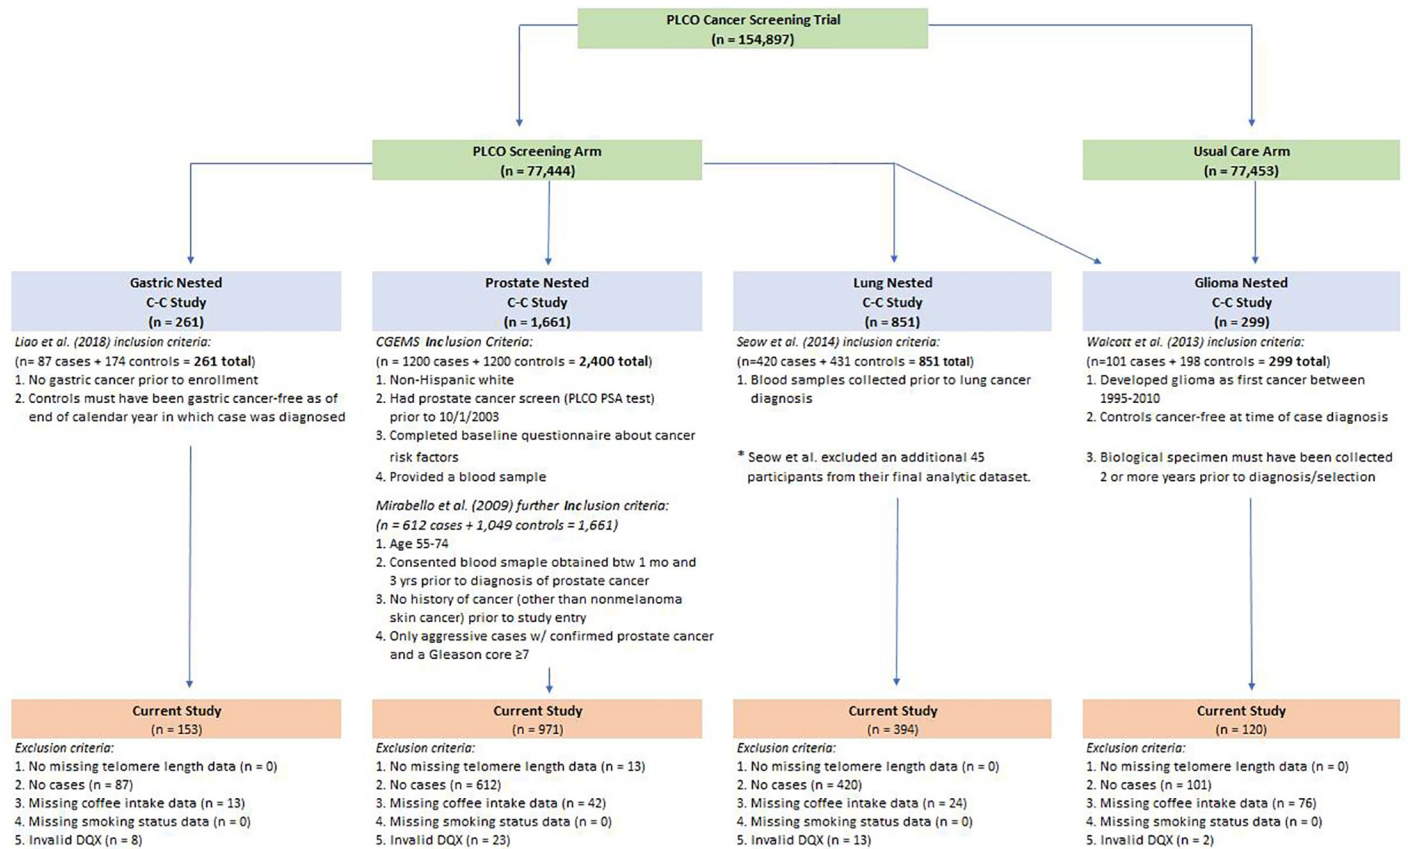 PLCO Cancer Screening Trial
(n = 154,897)
PLCO Screening Arm
(n = 77,444)
Usual Care Arm
(n = 77,453)
Gastric Nested
C-C Study
(n = 261)
Liao et al. (2018) inclusion criteria:
(n= 87 cases + 174 controls = 261 total)
1. No gastric cancer prior to enrollment
2. Controls must have been gastric cancer-free as of
end of calendar year in which case was diagnosed
Prostate Nested
C-C Study
(n = 1,661)
CGEMS Inclusion Criteria:
(n = 1200 cases + 1200 controls = 2,400 total)
1. Non-Hispanic white
2. Had prostate cancer screen (PLCO PSA test)
prior to 10/1/2003
3. Completed baseline questionnaire about cancer
risk factors
4. Provided a blood sample
Mirabello et al. (2009) further Inclusion criteria:
(n = 612 cases + 1,049 controls = 1,661)
1. Age 55-74
2. Consented blood smaple obtained btw 1 mo and
3 yrs prior to diagnosis of prostate cancer
3. No history of cancer (other than nonmelanoma
skin cancer) prior to study entry
4. Only aggressive cases w/ confirmed prostate cancer
and a Gleason core ≥7
Lung Nested
C-C Study
(n = 851)
Seow et al. (2014) inclusion criteria:
(n=420 cases + 431 controls = 851 total)
1. Blood samples collected prior to lung cancer
diagnosis
* Seow et al. excluded an additional 45
participants from their final analytic dataset.
Glioma Nested
C-C Study
(n = 299)
Walcott et al. (2013) inclusion criteria:
(n=101 cases + 198 controls = 299 total)
1. Developed glioma as first cancer between
1995-2010
2. Controls cancer-free at time of case diagnosis
3. Biological specimen must have been collected
2 or more years prior to diagnosis/selection
Current Study
(n = 153)
Exclusion criteria:
1. No missing telomere length data (n = 0)
2. No cases (n = 87)
3. Missing coffee intake data (n = 13)
4. Missing smoking status data (n = 0)
5. Invalid DQX (n = 8)
Current Study
(n = 971)
Exclusion criteria:
1. No missing telomere length data (n = 13)
2. No cases (n = 612)
3. Missing coffee intake data (n = 42)
4. Missing smoking status data (n = 0)
5. Invalid DQX (n = 23)
Current Study
(n = 394)
Exclusion criteria:
1. No missing telomere length data (n = 0)
2. No cases (n = 420)
3. Missing coffee intake data (n = 24)
4. Missing smoking status data (n = 0)
5. Invalid DQX (n = 13)
Current Study
(n = 120)
Exclusion criteria:
1. No missing telomere length data (n = 0)
2. No cases (n = 101)
3. Missing coffee intake data (n = 76)
4. Missing smoking status data (n = 0)
5. Invalid DQX (n = 2)